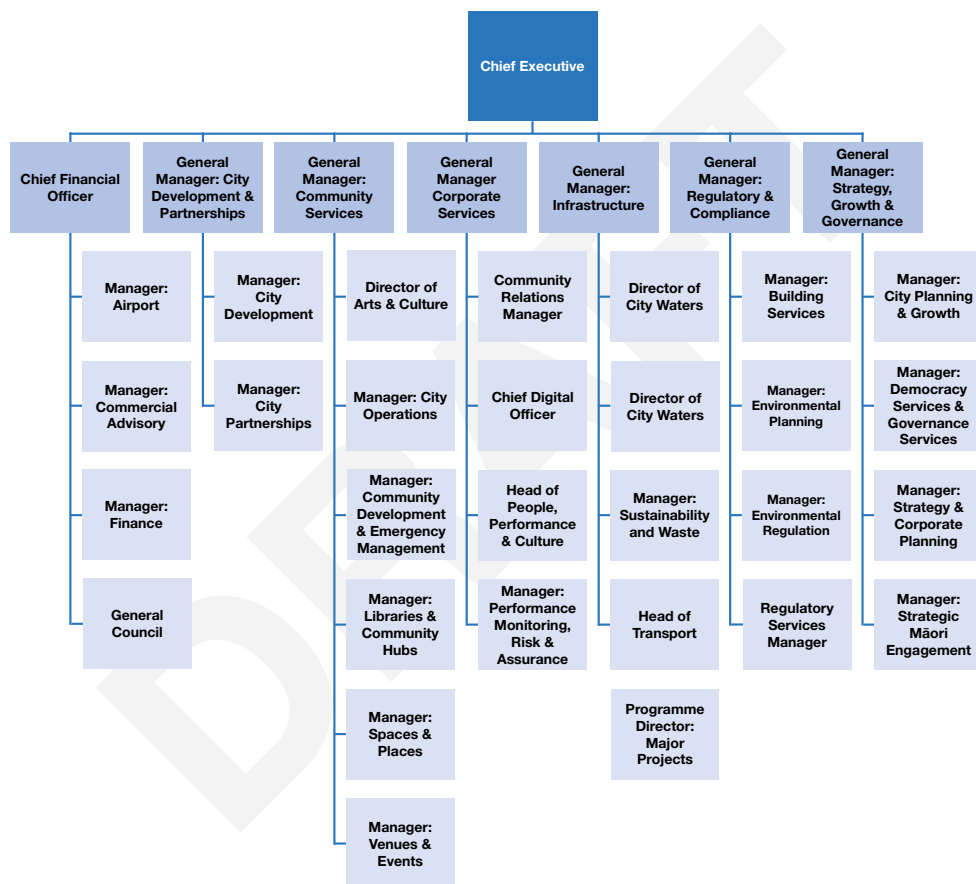 Chief Executive
Chief Financial
Officer
General
Manager: City
Development &
Partnerships
General
Manager:
Community
Services
General
Manager
Corporate
Services
General
Manager:
Infrastructure
General
Manager:
Regulatory &
Compliance
General
Manager:
Strategy,
Growth &
Governance
Manager:
Airport
Manager:
Commercial
Advisory
Manager:
Finance
General
Council
Manager:
City
Development
Manager:
City
Partnerships
Director of
Arts & Culture
Manager: City
Operations
Manager:
Community
Development
& Emergency
Management
Manager:
Libraries &
Community
Hubs
Manager:
Spaces &
Places
Manager:
Venues &
Events
Community
Relations
Manager
Chief Digital
Officer
Head of
People,
Performance
& Culture
Manager:
Performance
Monitoring,
Risk &
Assurance
Director of
City Waters
Director of
City Waters
Manager:
Sustainability
and Waste
Head of
Transport
Programme
Director:
Major
Projects
Manager:
Building
Services
Manager:
Environmental
Planning
Manager:
Environmental
Regulation
Regulatory
Services
Manager
Manager:
City Planning
& Growth
Manager:
Democracy
Services &
Governance
Services
Manager:
Strategy &
Corporate
Planning
Manager:
Strategic
Māori
Engagement
DRAFT